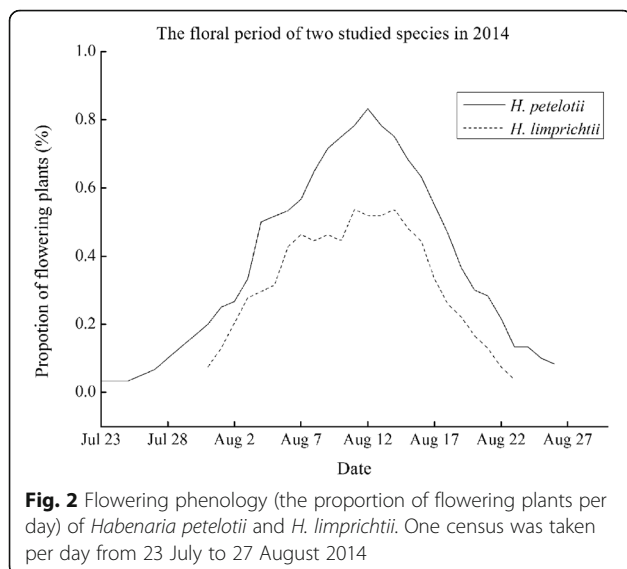 The floral period of two studied species in 2014
1.0
0.8
0.6
0.4
0.2
0.0
Propotion of flowering plants (%)
H. petelotii
H. limprichtii
Jul 23 Jul 28 Aug 2 Aug 7 Aug 12 Aug 17 Aug 22 Aug 27
Date
Fig. 2 Flowering phenology (the proportion of flowering plants per
day) of Habenaria petelotii and H. limprichtii. One census was taken
per day from 23 July to 27 August 2014